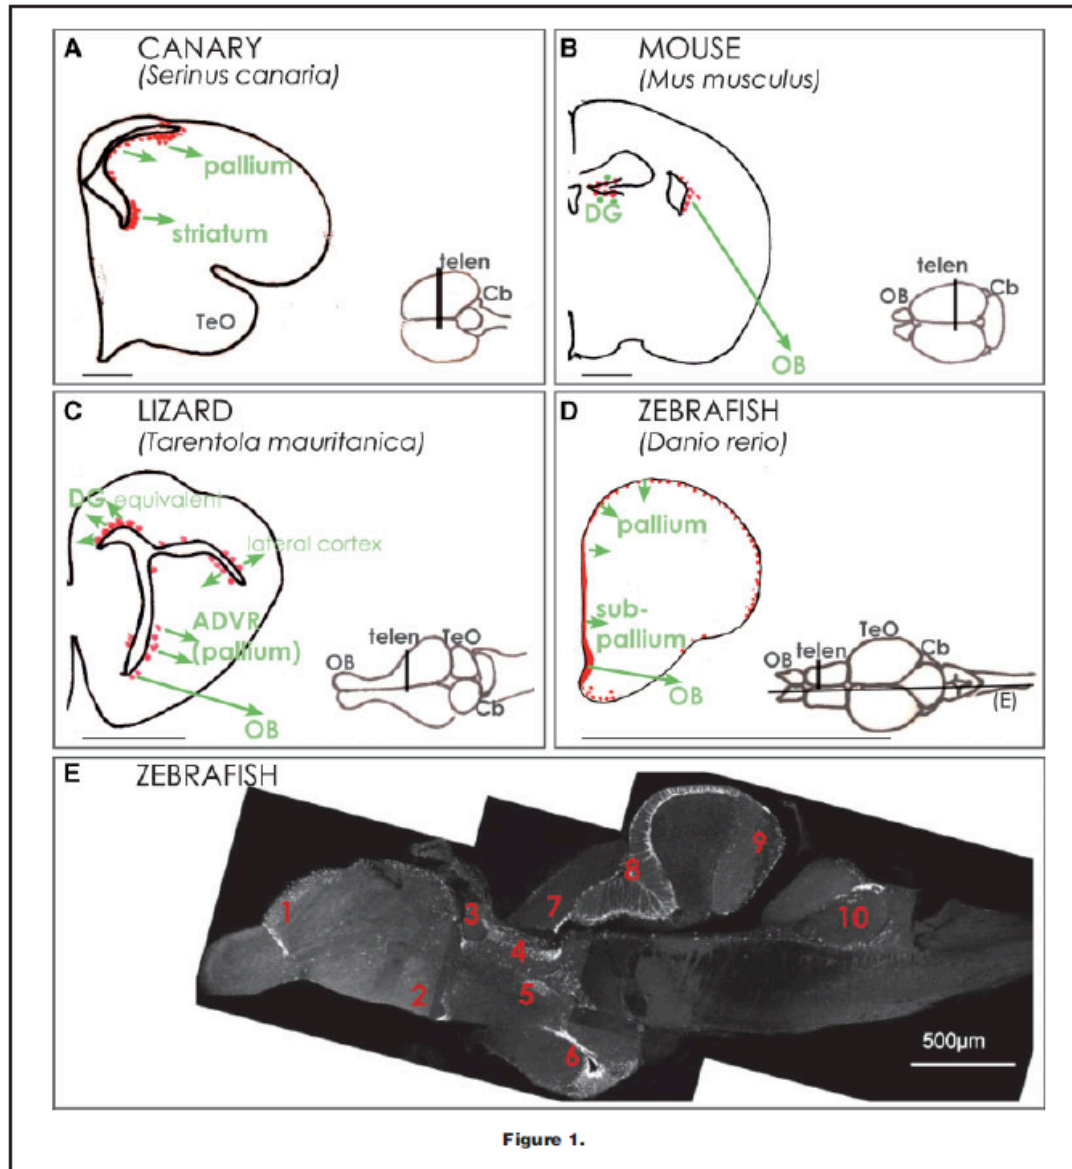 A CANARY
(Serinus canaria)
pallium
striatum
telen
Cb
TeO
B MOUSE
(Mus musculus)
DG
telen
OB
Cb
OB
C LIZARD
(Tarentola mauritanica)
DG equivalent
lateral cortex
ADVR
(pallium)
telen
TeO
OB
Cb
OB
D ZEBRAFISH
(Danio rerio)
pallium
sub-
pallium
OB
TeO
OB
telen
Cb
(E)
E ZEBRAFISH
1
2
3
4
5
6
7
8
9
10
500µm
Figure 1.